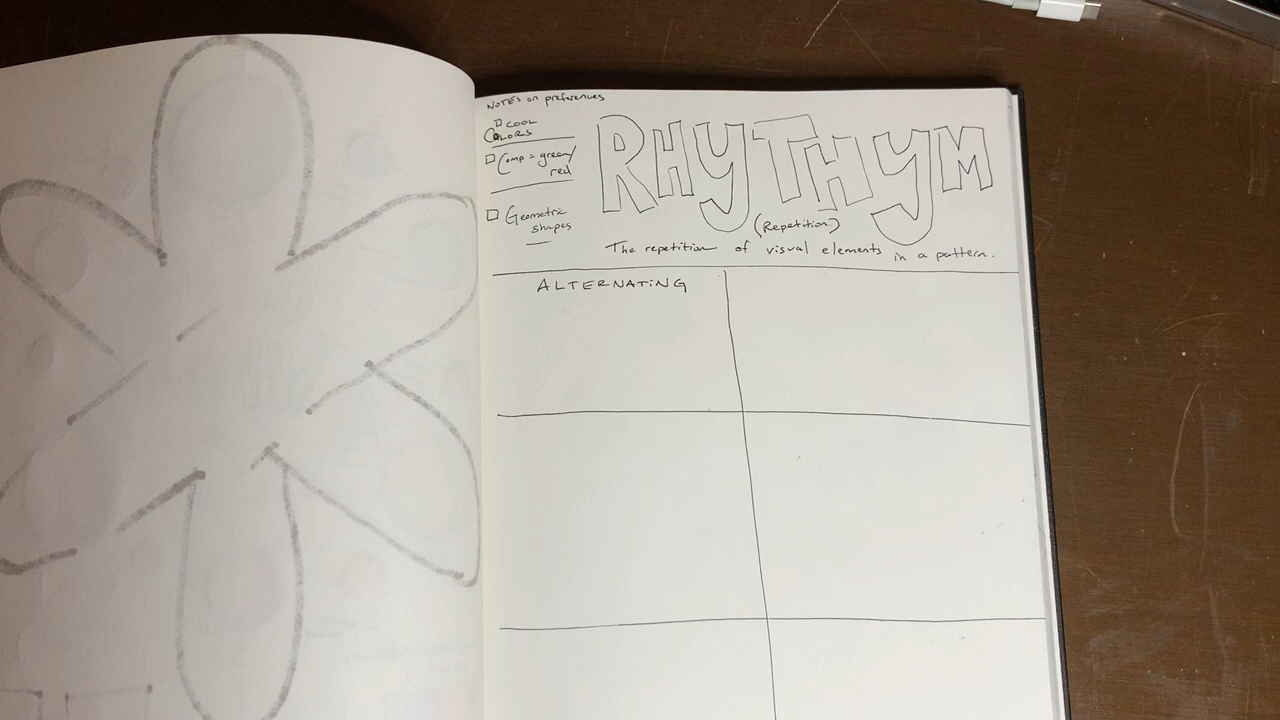 NOTES on preferences
□ COOL
COLORS
□ Comp = green/
red
□ Geometric
shapes
RHYTHYM
(Repetition)
The repetition of visual elements in a pattern.
ALTERNATING